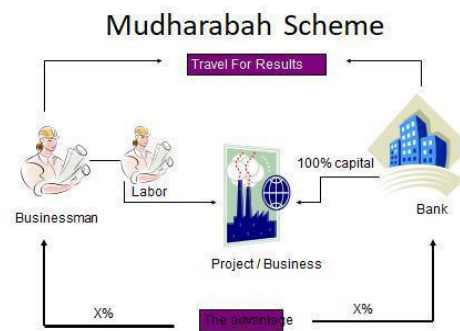 Mudharabah Scheme
Travel For Results
100% capital
Labor
Businessman
Bank
Project / Business
X%
The advantage
X%